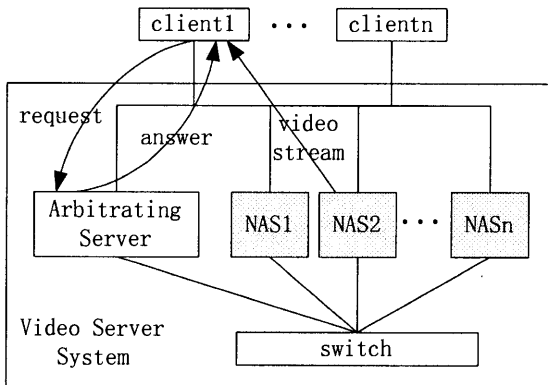 client1 ··· clientn
request
answer
video
stream
Arbitrating
Server
NAS1 NAS2 ··· NASn
Video Server
System
switch